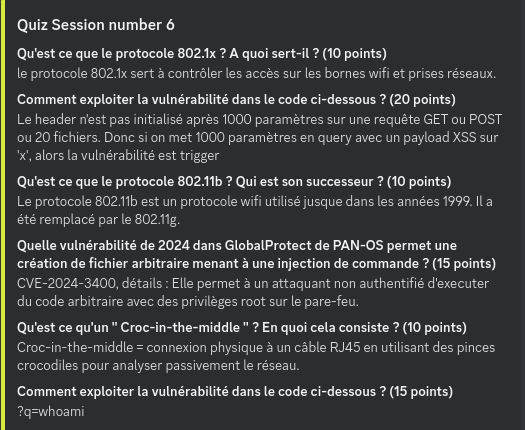 Quiz Session number 6
Qu'est ce que le protocole 802.1x ? A quoi sert-il ? (10 points)
le protocole 802.1x sert à contrôler les accès sur les bornes wifi et prises réseaux.
Comment exploiter la vulnérabilité dans le code ci-dessous ? (20 points)
Le header n'est pas initialisé après 1000 paramètres sur une requête GET ou POST
ou 20 fichiers. Donc si on met 1000 paramètres en query avec un payload XSS sur
'x', alors la vulnérabilité est trigger
Qu'est ce que le protocole 802.11b ? Qui est son successeur ? (10 points)
Le protocole 802.11b est un protocole wifi utilisé jusque dans les années 1999. Il a
été remplacé par le 802.11g.
Quelle vulnérabilité de 2024 dans GlobalProtect de PAN-OS permet une
création de fichier arbitraire menant à une injection de commande ? (15 points)
CVE-2024-3400, détails : Elle permet à un attaquant non authentifié d'executer
du code arbitraire avec des privilèges root sur le pare-feu.
Qu'est ce qu'un " Croc-in-the-middle " ? En quoi cela consiste ? (10 points)
Croc-in-the-middle = connexion physique à un câble RJ45 en utilisant des pinces
crocodiles pour analyser passivement le réseau.
Comment exploiter la vulnérabilité dans le code ci-dessous ? (15 points)
?q=whoami